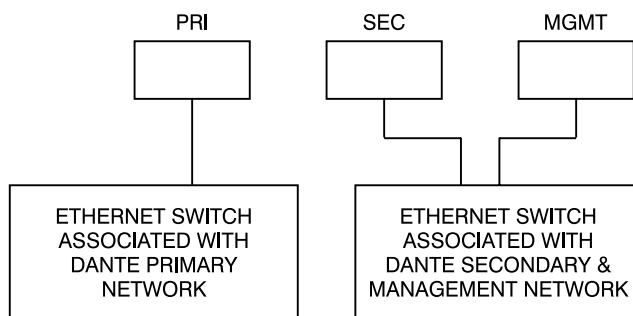 PRI
SEC
MGMT
ETHERNET SWITCH
ASSOCIATED WITH
DANTE PRIMARY
NETWORK
ETHERNET SWITCH
ASSOCIATED WITH
DANTE SECONDARY &
MANAGEMENT NETWORK